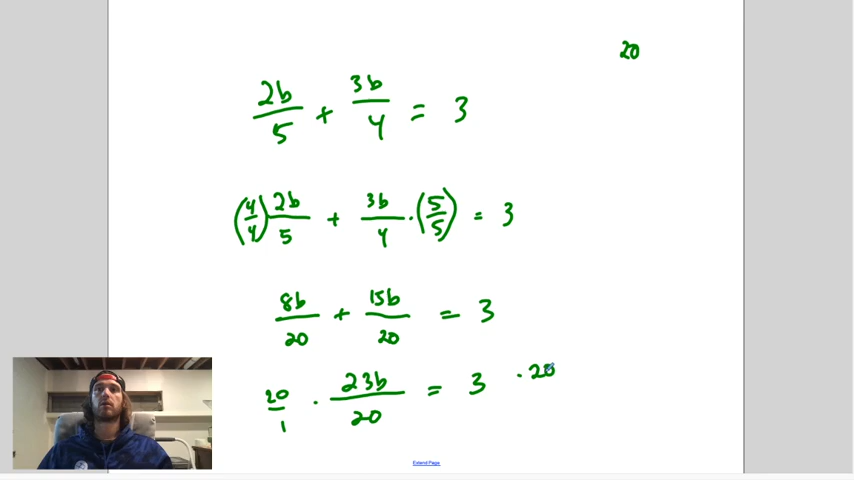 20
2b/5 + 3b/4 = 3
(4/4) 2b/5 + 3b/4 · (5/5) = 3
8b/20 + 15b/20 = 3
20/1 · 23b/20 = 3 · 20
Extend Page